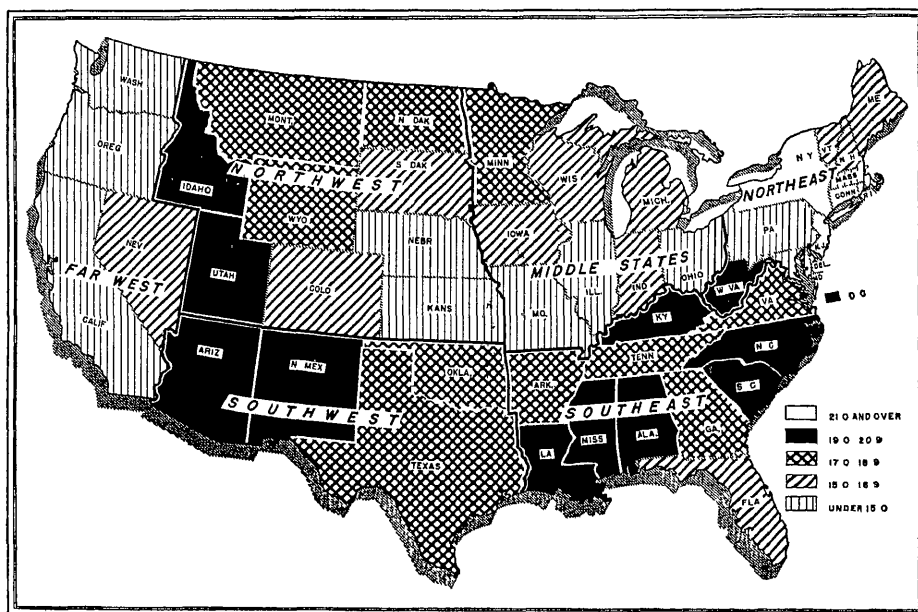 WASH
MONT.
N DAK
ME
OREG
MINN
N Y
VT.
N H
S DAK
IDAHO
NORTHWEST
WIS
MASS
NORTHEAST
CONN.
R I
MICH.
WYO
NEV.
IOWA
PA
NEBR
UTAH
N J
FAR WEST
COLO
MIDDLE STATES
OHIO
DEL
ILL.
IND
W VA
MD
KANS
MO.
VA
D C
CALIF
KY
ARIZ
N MEX
OKLA.
TENN.
N C
ARK.
SOUTHWEST
SOUTHEAST
S C
21 0 AND OVER
MISS
ALA.
GA.
19 0 20 9
LA
17 0 18 9
TEXAS
15 0 16 9
FLA
UNDER 15 0